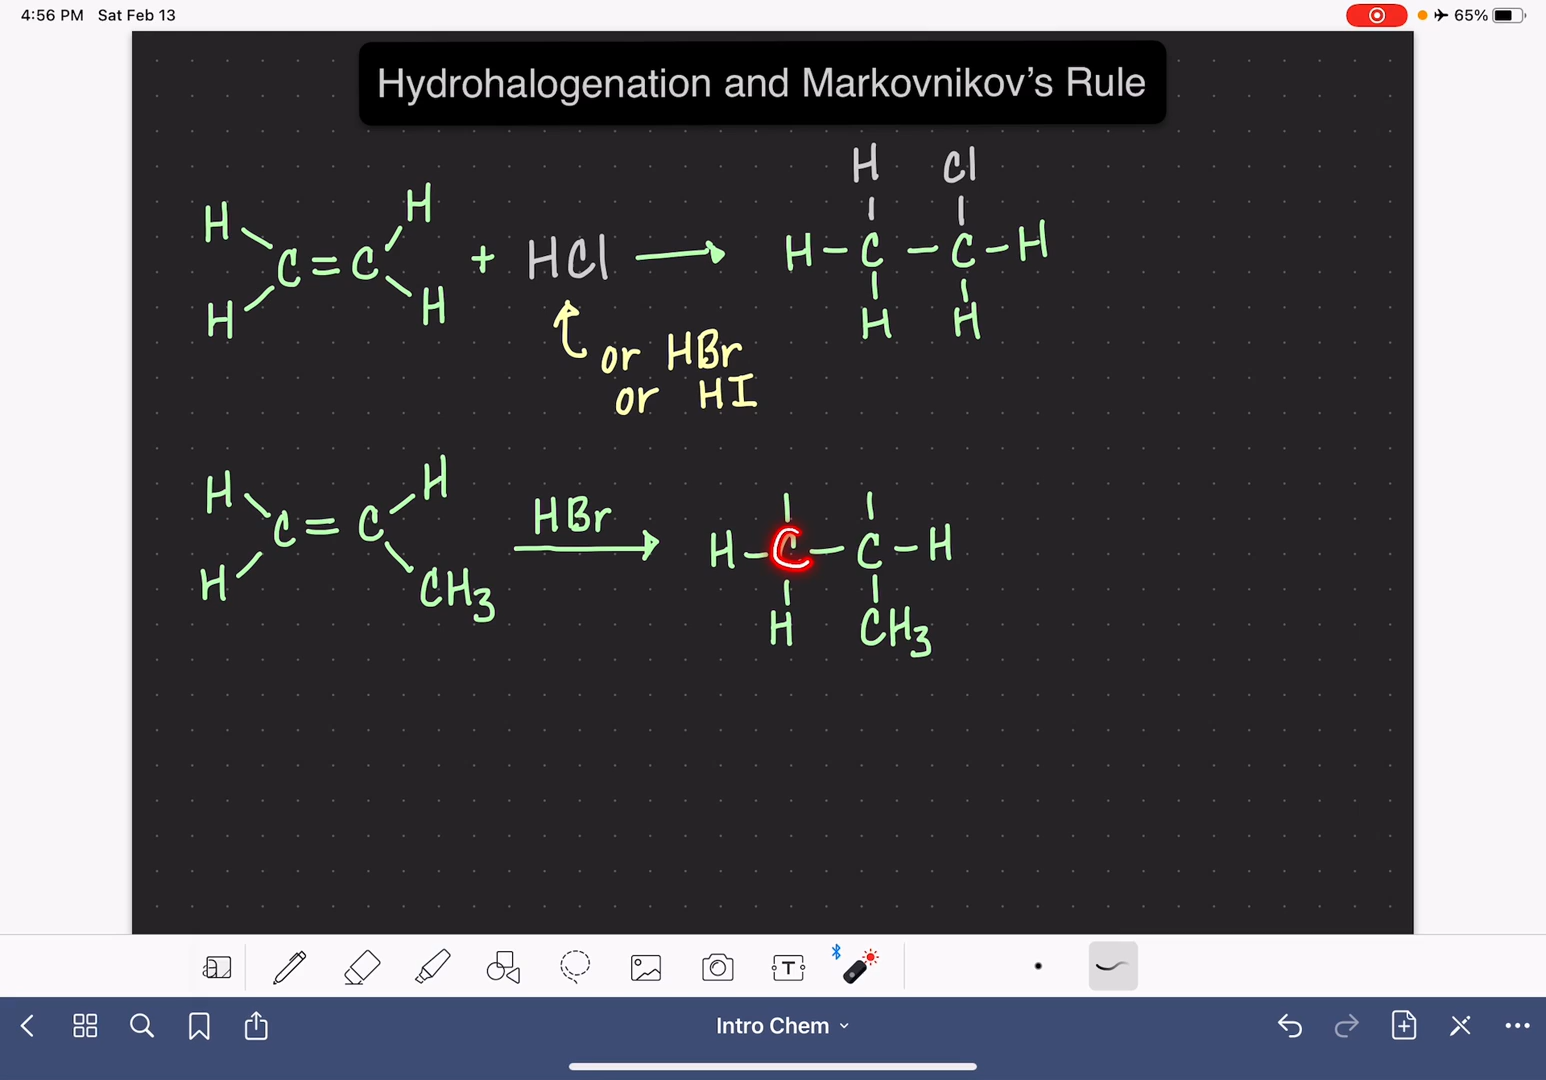 4:56 PM Sat Feb 13
65%
Hydrohalogenation and Markovnikov's Rule
H Cl
H H
C = C + HCl → H - C - C - H
H H
H H
or HBr
or HI
H H
C = C HBr → H - C - C - H
H CH3
H CH3
T
Intro Chem